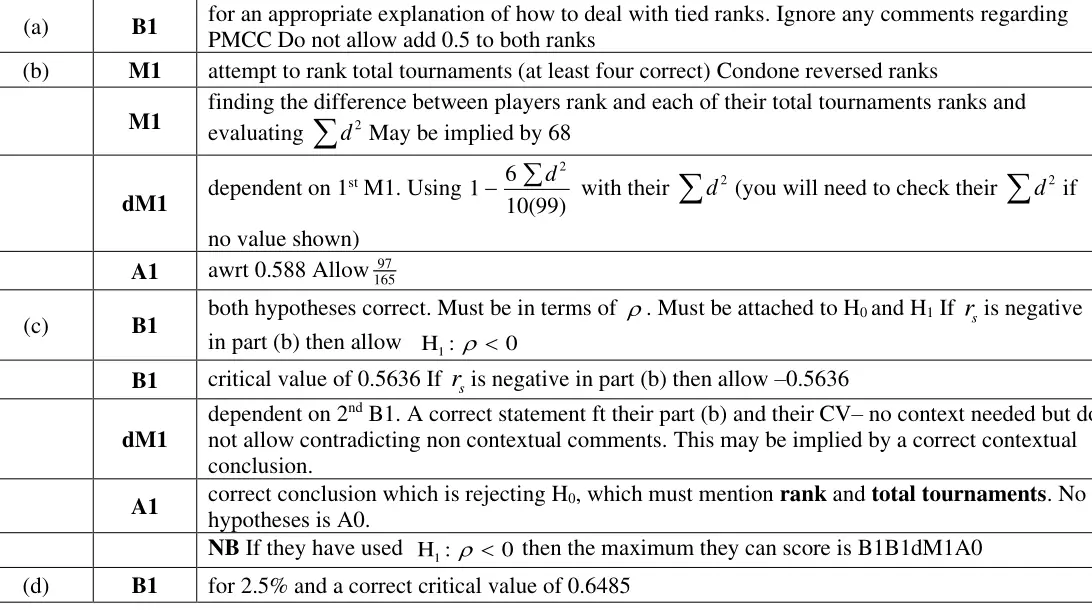 (a) B1 for an appropriate explanation of how to deal with tied ranks. Ignore any comments regarding
PMCC Do not allow add 0.5 to both ranks
(b) M1 attempt to rank total tournaments (at least four correct) Condone reversed ranks
M1 finding the difference between players rank and each of their total tournaments ranks and
evaluating ∑d² May be implied by 68
dM1 dependent on 1st M1. Using 1 – 6∑d²/10(99) with their ∑d² (you will need to check their ∑d² if
no value shown)
A1 awrt 0.588 Allow 97/165
(c) B1 both hypotheses correct. Must be in terms of ρ. Must be attached to H₀ and H₁ If rₛ is negative
in part (b) then allow H₁ : ρ < 0
B1 critical value of 0.5636 If rₛ is negative in part (b) then allow –0.5636
dM1 dependent on 2nd B1. A correct statement ft their part (b) and their CV– no context needed but do
not allow contradicting non contextual comments. This may be implied by a correct contextual
conclusion.
A1 correct conclusion which is rejecting H₀, which must mention rank and total tournaments. No
hypotheses is A0.
NB If they have used H₁ : ρ < 0 then the maximum they can score is B1B1dM1A0
(d) B1 for 2.5% and a correct critical value of 0.6485